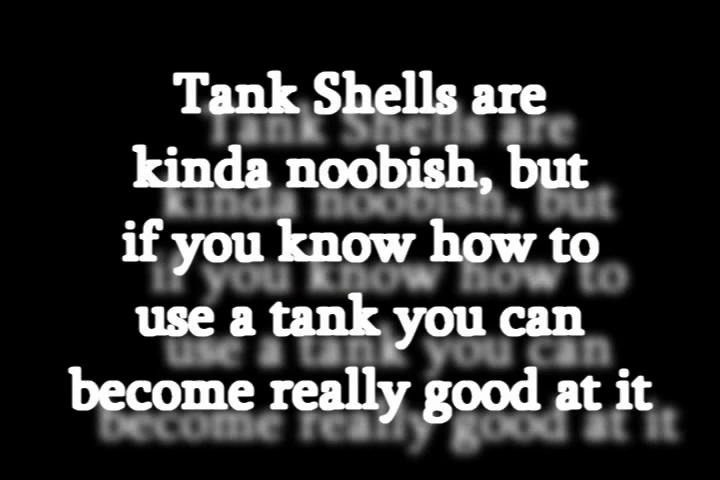 Tank Shells are
kinda noobish, but
if you know how to
use a tank you can
become really good at it